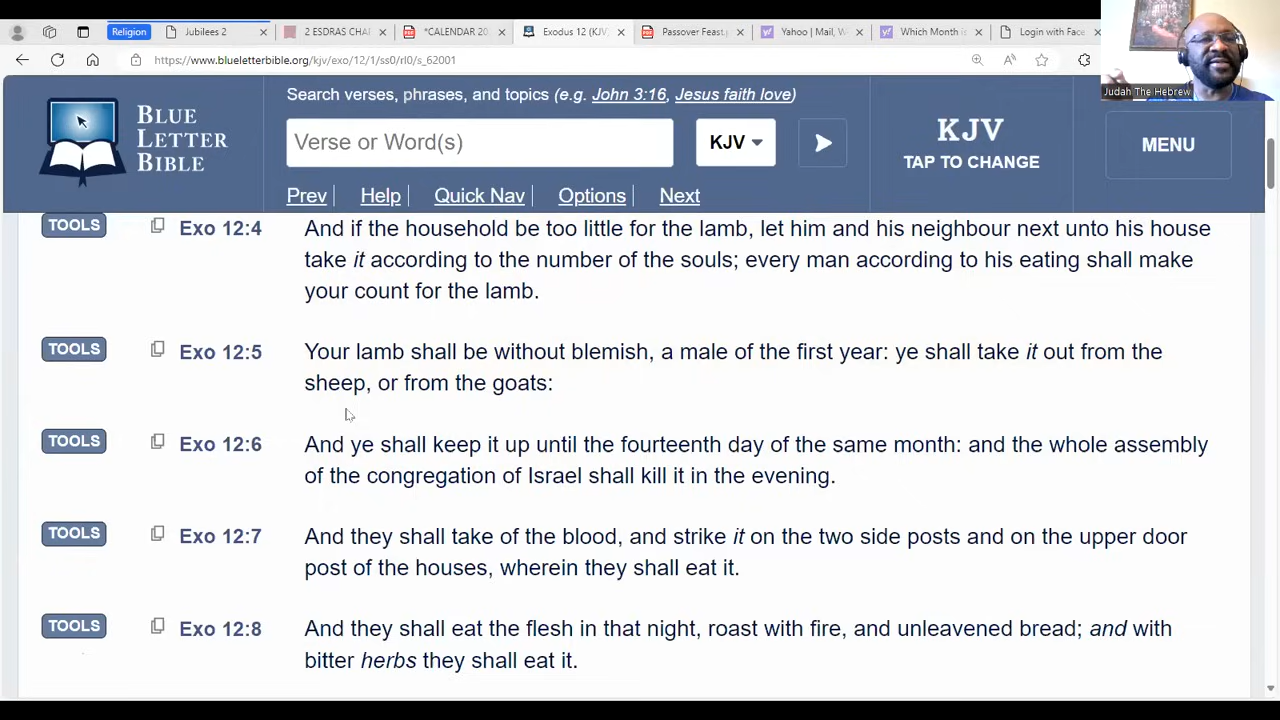 Religion
Jubilees 2
2 ESDRAS CHA
*CALENDAR 20
Exodus 12 (KJV)
Passover Feast.
Yahoo | Mail, W
Which Month is
Login with Face
https://www.blueletterbible.org/kjv/exo/12/1/ss0/rl0/s_62001
Judah The Hebrew
BLUE
LETTER
BIBLE
Search verses, phrases, and topics (e.g. John 3:16, Jesus faith love)
Verse or Word(s)
KJV
KJV
TAP TO CHANGE
MENU
Prev
Help
Quick Nav
Options
Next
TOOLS
Exo 12:4
And if the household be too little for the lamb, let him and his neighbour next unto his house
take it according to the number of the souls; every man according to his eating shall make
your count for the lamb.
TOOLS
Exo 12:5
Your lamb shall be without blemish, a male of the first year: ye shall take it out from the
sheep, or from the goats:
TOOLS
Exo 12:6
And ye shall keep it up until the fourteenth day of the same month: and the whole assembly
of the congregation of Israel shall kill it in the evening.
TOOLS
Exo 12:7
And they shall take of the blood, and strike it on the two side posts and on the upper door
post of the houses, wherein they shall eat it.
TOOLS
Exo 12:8
And they shall eat the flesh in that night, roast with fire, and unleavened bread; and with
bitter herbs they shall eat it.